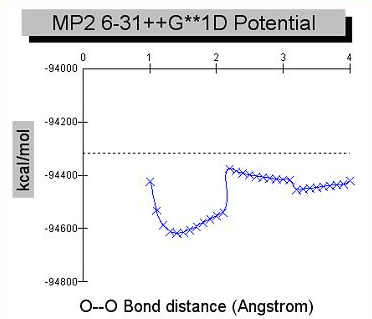 MP2 6-31++G**1D Potential
0 1 2 3 4
-94000
-94200
-94400
-94600
-94800
kcal/mol
O--O Bond distance (Angstrom)